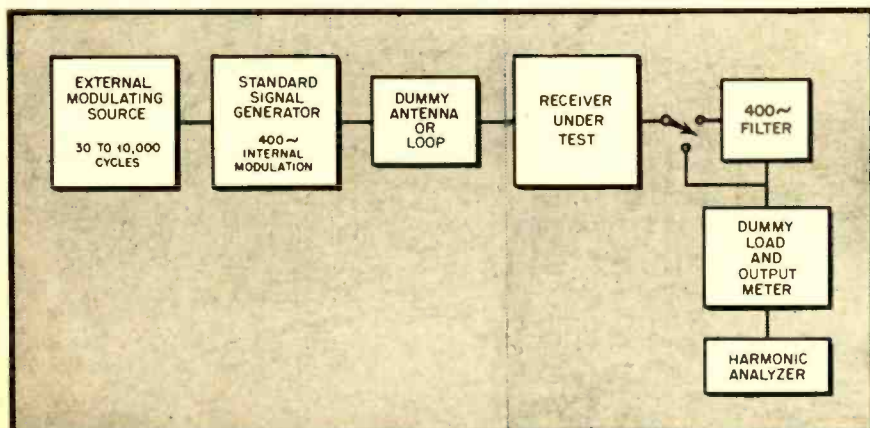 EXTERNAL
MODULATING
SOURCE
30 TO 10,000
CYCLES
STANDARD
SIGNAL
GENERATOR
400~
INTERNAL
MODULATION
DUMMY
ANTENNA
OR
LOOP
RECEIVER
UNDER
TEST
400~
FILTER
DUMMY
LOAD
AND
OUTPUT
METER
HARMONIC
ANALYZER